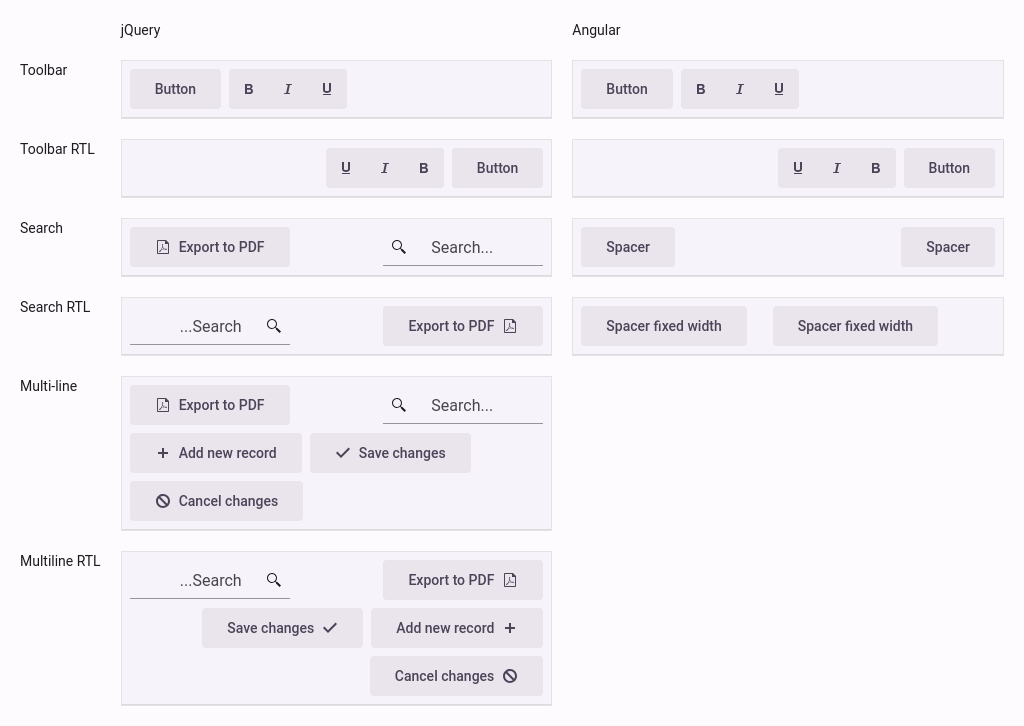 jQuery Angular
Toolbar Button B I U Button B I U
Toolbar RTL U I B Button U I B Button
Search Export to PDF Search... Spacer Spacer
Search RTL ...Search Export to PDF Spacer fixed width Spacer fixed width
Multi-line Export to PDF Search...
Add new record Save changes
Cancel changes
Multiline RTL ...Search Export to PDF
Save changes Add new record
Cancel changes